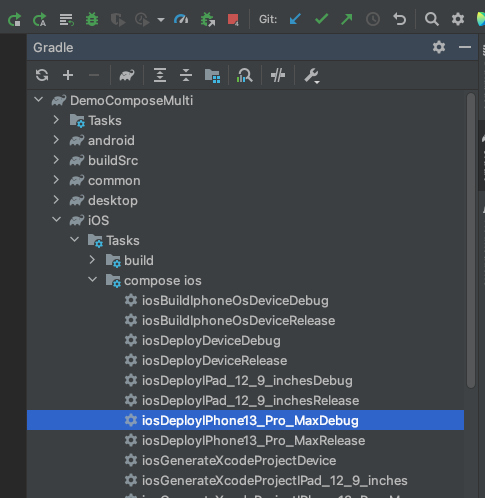 Git:
Gradle
DemoComposeMulti
Tasks
android
buildSrc
common
desktop
iOS
Tasks
build
compose ios
iosBuildIphoneOsDeviceDebug
iosBuildIphoneOsDeviceRelease
iosDeployDeviceDebug
iosDeployDeviceRelease
iosDeployIPad_12_9_inchesDebug
iosDeployIPad_12_9_inchesRelease
iosDeployIPhone13_Pro_MaxDebug
iosDeployIPhone13_Pro_MaxRelease
iosGenerateXcodeProjectDevice
iosGenerateXcodeProjectIPad_12_9_inches